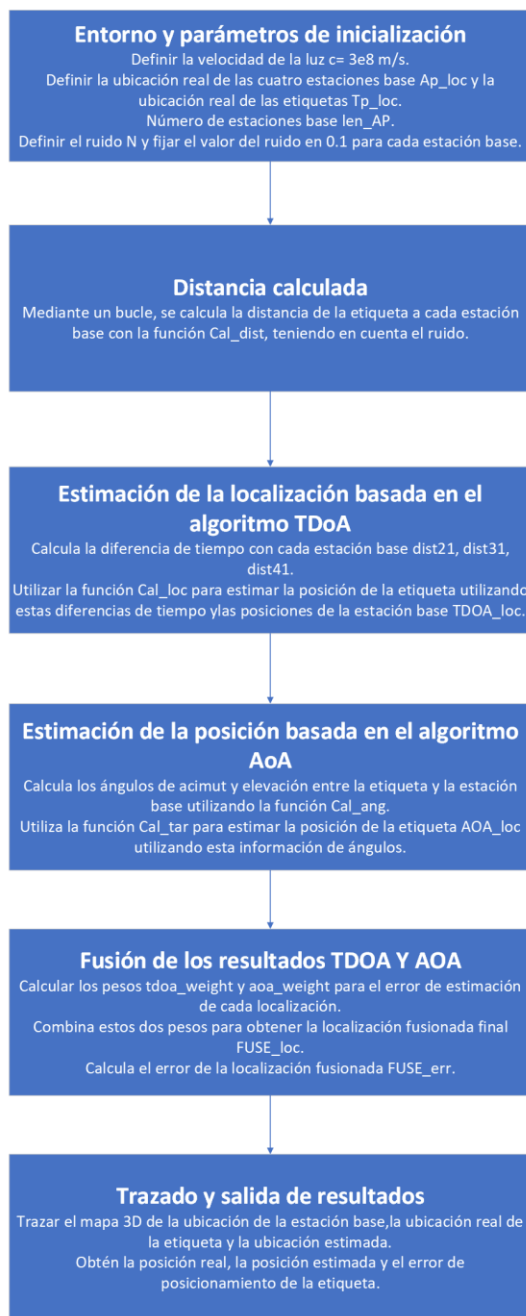 Entorno y parámetros de inicialización
Definir la velocidad de la luz c= 3e8 m/s.
Definir la ubicación real de las cuatro estaciones base Ap_loc y la
ubicación real de las etiquetas Tp_loc.
Número de estaciones base len_AP.
Definir el ruido N y fijar el valor del ruido en 0.1 para cada estación base.
Distancia calculada
Mediante un bucle, se calcula la distancia de la etiqueta a cada estación
base con la función Cal_dist, teniendo en cuenta el ruido.
Estimación de la localización basada en el
algoritmo TDoA
Calcula la diferencia de tiempo con cada estación base dist21, dist31,
dist41.
Utilizar la función Cal_loc para estimar la posición de la etiqueta utilizando
estas diferencias de tiempo ylas posiciones de la estación base TDOA_loc.
Estimación de la posición basada en el algoritmo
AoA
Calcula los ángulos de acimut y elevación entre la etiqueta y la estación
base utilizando la función Cal_ang.
Utiliza la función Cal_tar para estimar la posición de la etiqueta AOA_loc
utilizando esta información de ángulos.
Fusión de los resultados TDOA Y AOA
Calcular los pesos tdoa_weight y aoa_weight para el error de estimación
de cada localización.
Combina estos dos pesos para obtener la localización fusionada final
FUSE_loc.
Calcula el error de la localización fusionada FUSE_err.
Trazado y salida de resultados
Trazar el mapa 3D de la ubicación de la estación base,la ubicación real de
la etiqueta y la ubicación estimada.
Obtén la posición real, la posición estimada y el error de
posicionamiento de la etiqueta.